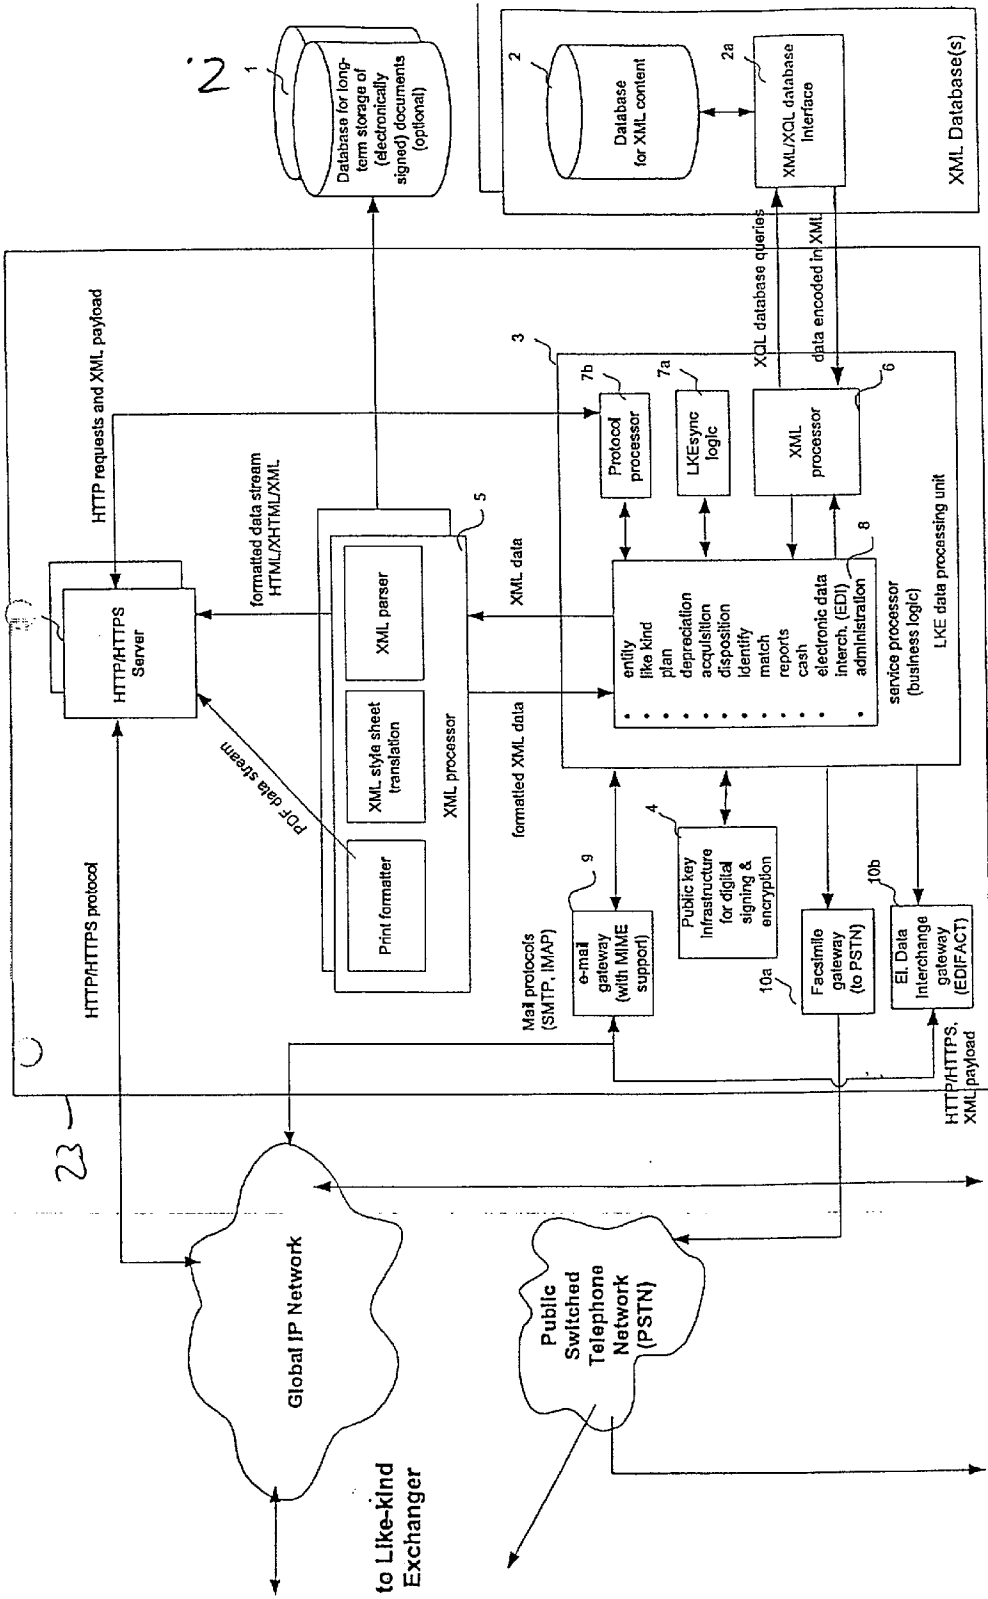 .2
1
Database for long-
term storage of
(electronically
signed) documents
(optional)
2
Database
for XML content
2a
XML/XQL database
Interface
XML Database(s)
HTTP requests and XML payload
HTTP/HTTPS
Server
formatted data stream
HTML/XHTML/XML
PDF data stream
HTTP/HTTPS protocol
5
XML parser
XML style sheet
translation
Print formatter
XML processor
XML data
formatted XML data
XQL database queries
data encoded in XML
3
7b
Protocol
processor
7a
LKEsync
logic
6
XML
processor
8
• entity
• like kind
• plan
• depreciation
• acquisition
• disposition
• identify
• match
• reports
• cash
• electronic data
interch. (EDI)
• administration
service processor
(business logic)
LKE data processing unit
Mail protocols
(SMTP, IMAP)
9
e-mail
gateway
(with MIME
support)
4
Public key
Infrastructure
for digital
signing &
encryption
10a
Facsimile
gateway
(to PSTN)
10b
El. Data
Interchange
gateway
(EDIFACT)
HTTP/HTTPS,
XML payload
23
Global IP Network
Public
Switched
Telephone
Network
(PSTN)
to Like-kind
Exchanger